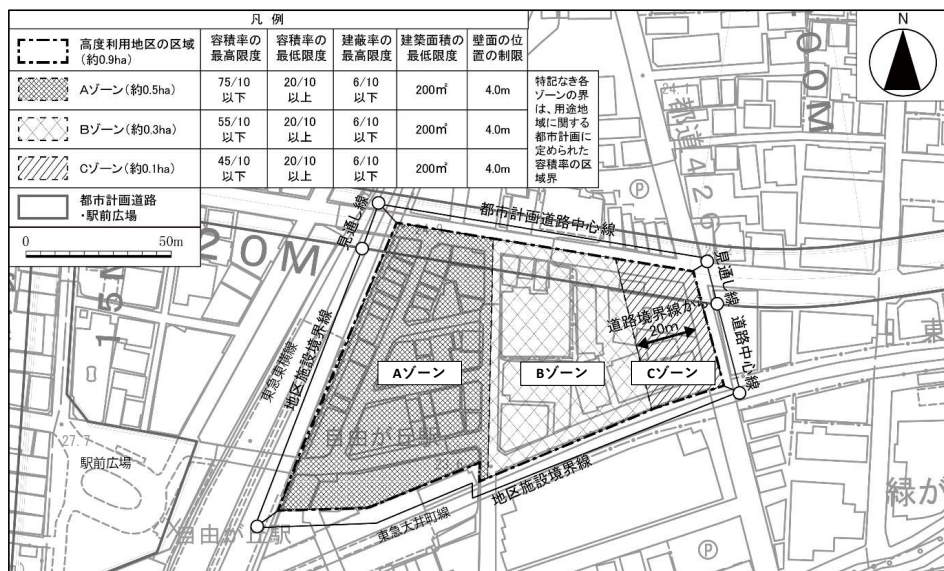 凡 例
高度利用地区の区域
(約0.9ha)
容積率の
最高限度
容積率の
最低限度
建蔽率の
最高限度
建築面積の
最低限度
壁面の位
置の制限
Aゾーン(約0.5ha)
75/10
以下
20/10
以上
6/10
以下
200㎡
4.0m
Bゾーン(約0.3ha)
55/10
以下
20/10
以上
6/10
以下
200㎡
4.0m
Cゾーン(約0.1ha)
45/10
以下
20/10
以上
6/10
以下
200㎡
4.0m
特記なき各
ゾーンの界
は、用途地
域に関する
都市計画に
定められた
容積率の区
域界
都市計画道路
・駅前広場
0 50m
N
都道426
P
20M
見通し線
見通し線
都市計画道路中心線
見通し線
道路中心線
道路境界線から
20m
Aゾーン
Bゾーン
Cゾーン
東急東横線
地区施設境界線
地区施設境界線
東急大井町線
27.7
駅前広場
自由が丘駅
自由が丘駅
緑が
東
P